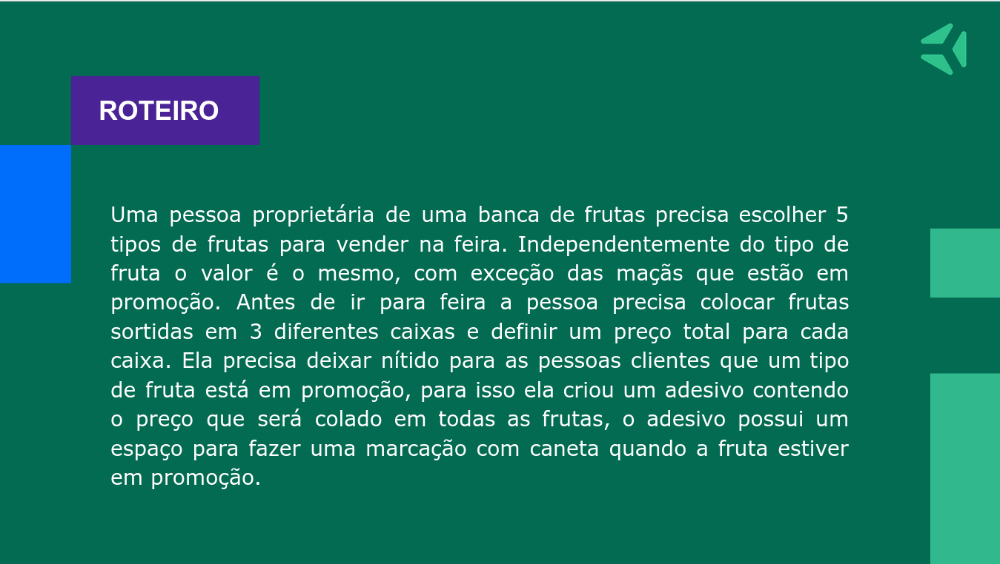 ROTEIRO
Uma pessoa proprietária de uma banca de frutas precisa escolher 5
tipos de frutas para vender na feira. Independentemente do tipo de
fruta o valor é o mesmo, com exceção das maçãs que estão em
promoção. Antes de ir para feira a pessoa precisa colocar frutas
sortidas em 3 diferentes caixas e definir um preço total para cada
caixa. Ela precisa deixar nítido para as pessoas clientes que um tipo
de fruta está em promoção, para isso ela criou um adesivo contendo
o preço que será colado em todas as frutas, o adesivo possui um
espaço para fazer uma marcação com caneta quando a fruta estiver
em promoção.